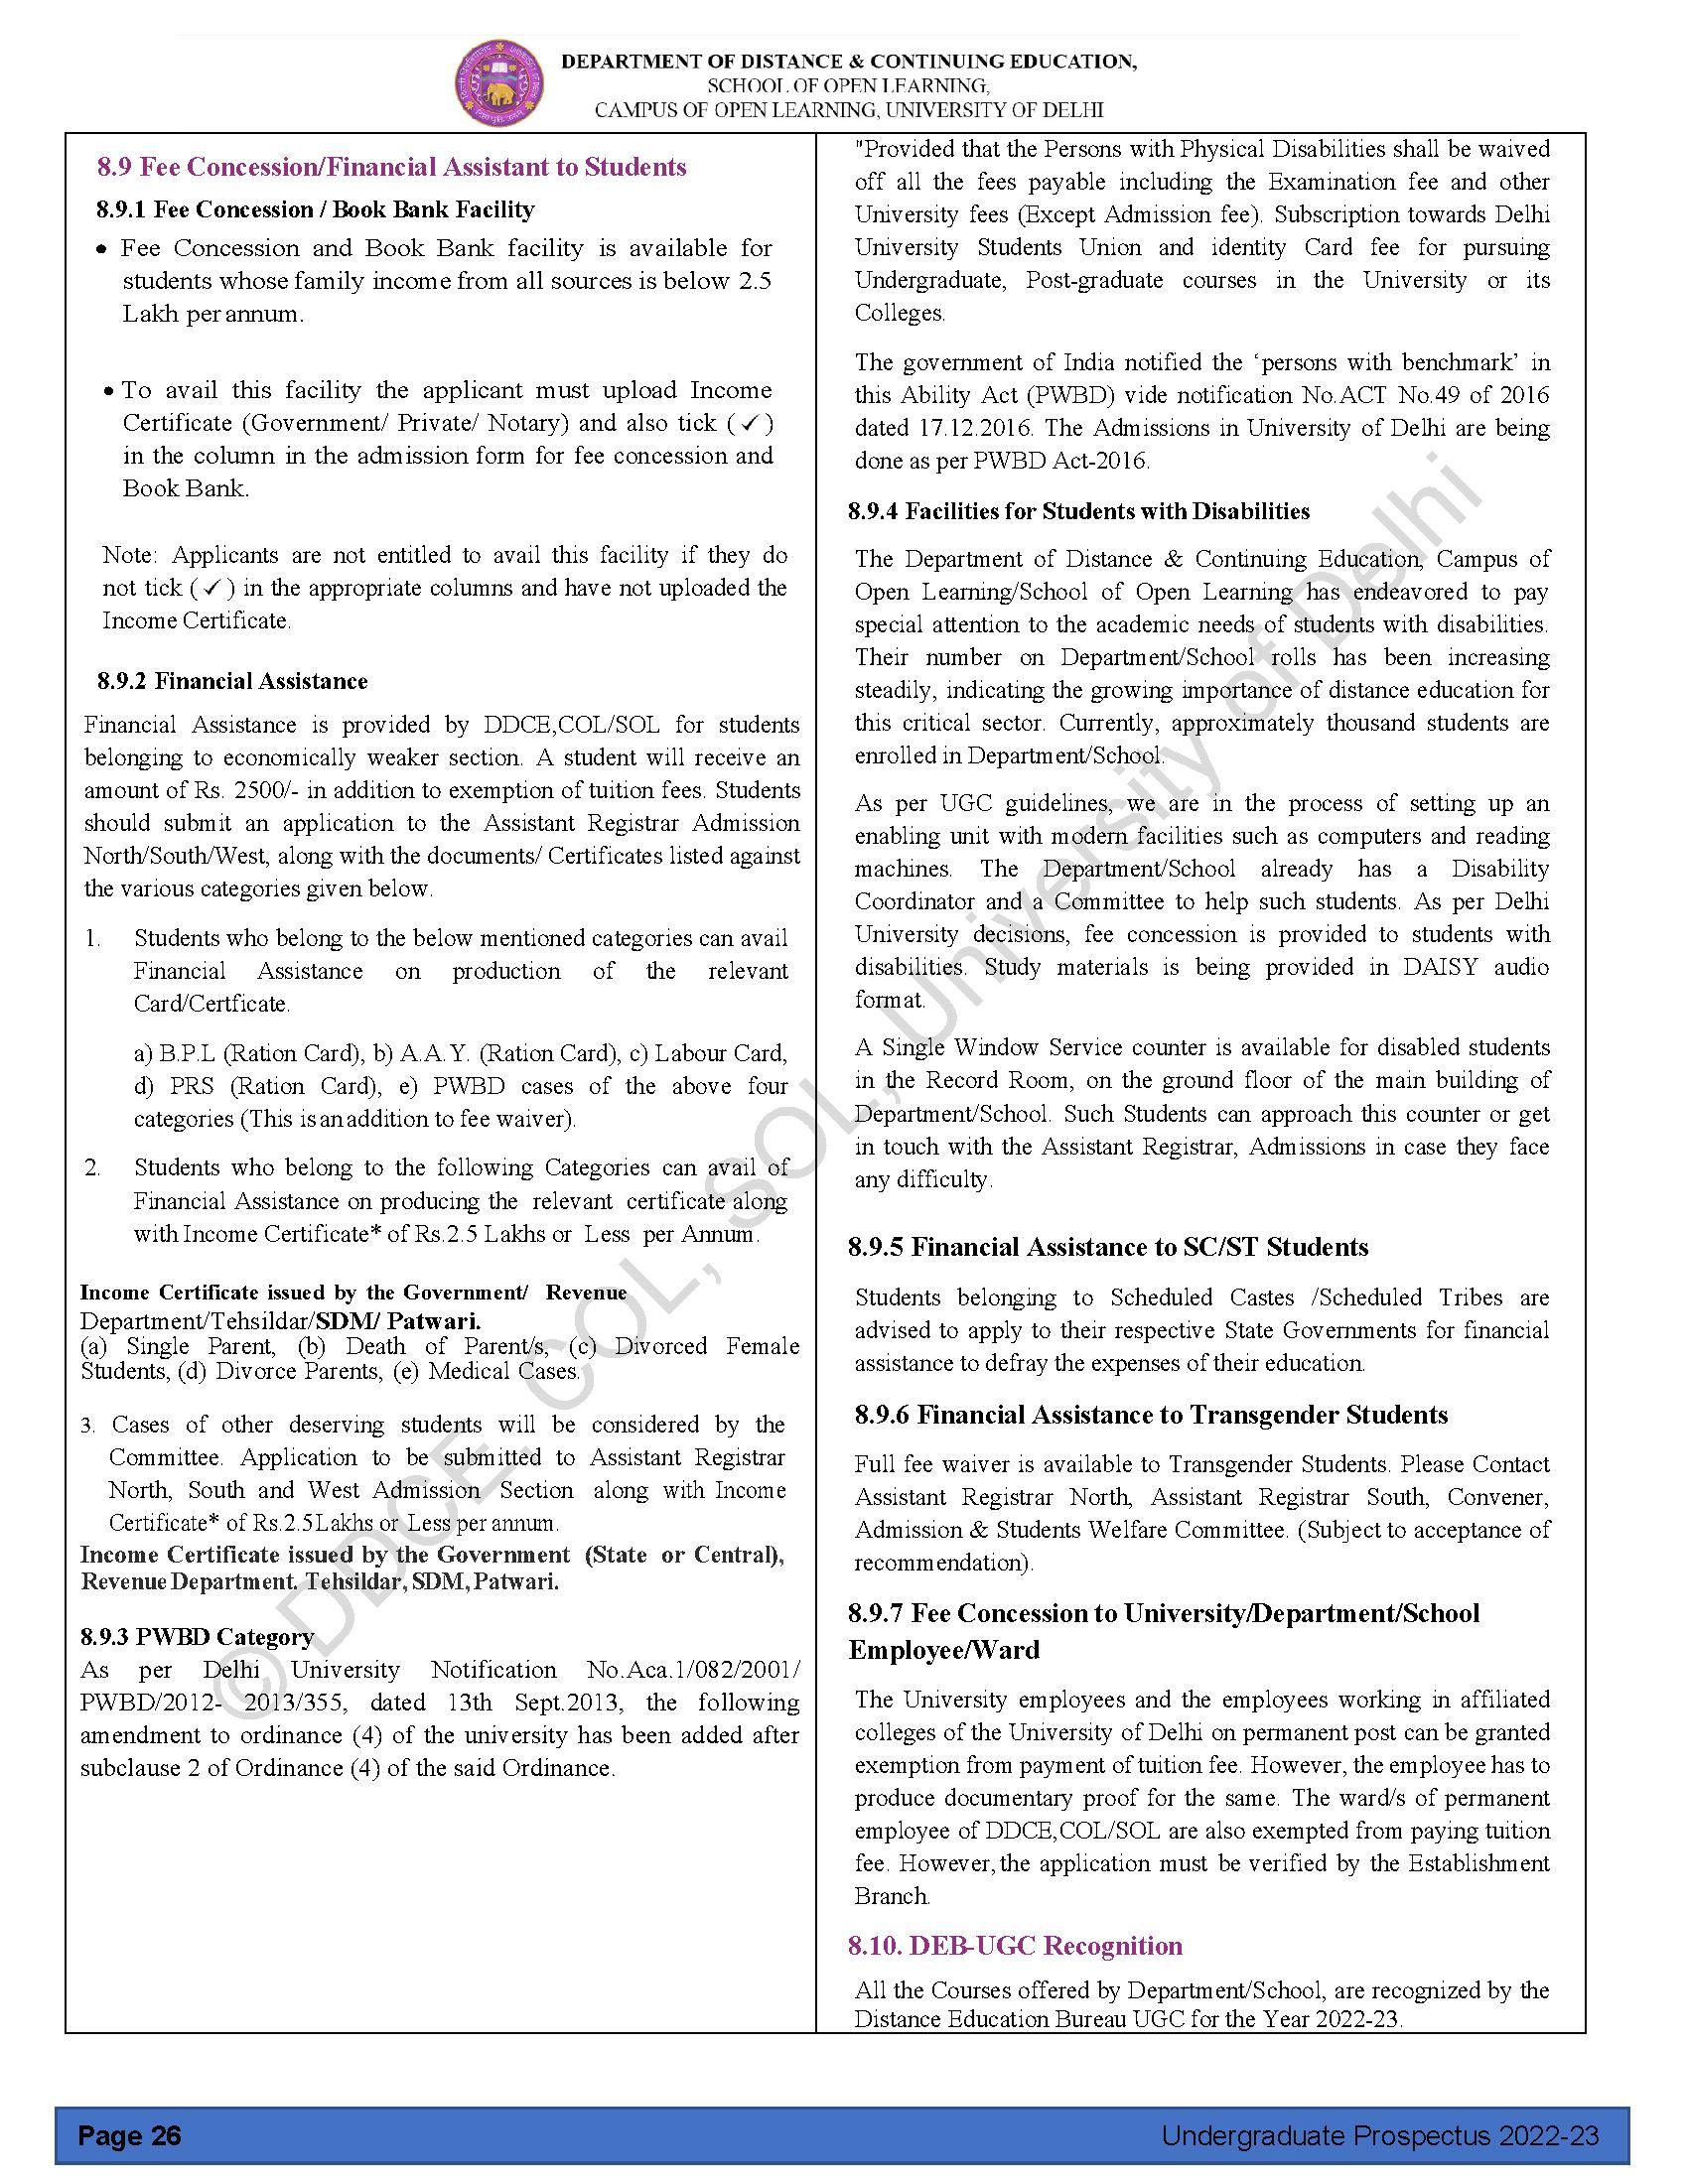 DEPARTMENT OF DISTANCE & CONTINUING EDUCATION,
SCHOOL OF OPEN LEARNING,
CAMPUS OF OPEN LEARNING, UNIVERSITY OF DELHI
8.9 Fee Concession/Financial Assistant to Students
8.9.1 Fee Concession / Book Bank Facility
• Fee Concession and Book Bank facility is available for
students whose family income from all sources is below 2.5
Lakh per annum.
• To avail this facility the applicant must upload Income
Certificate (Government/ Private/ Notary) and also tick (✓)
in the column in the admission form for fee concession and
Book Bank.
Note: Applicants are not entitled to avail this facility if they do
not tick (✓) in the appropriate columns and have not uploaded the
Income Certificate.
8.9.2 Financial Assistance
Financial Assistance is provided by DDCE,COL/SOL for students
belonging to economically weaker section. A student will receive an
amount of Rs. 2500/- in addition to exemption of tuition fees. Students
should submit an application to the Assistant Registrar Admission
North/South/West, along with the documents/ Certificates listed against
the various categories given below.
1. Students who belong to the below mentioned categories can avail
Financial Assistance on production of the relevant
Card/Certficate.
a) B.P.L (Ration Card), b) A.A.Y. (Ration Card), c) Labour Card,
d) PRS (Ration Card), e) PWBD cases of the above four
categories (This is an addition to fee waiver).
2. Students who belong to the following Categories can avail of
Financial Assistance on producing the relevant certificate along
with Income Certificate* of Rs.2.5 Lakhs or Less per Annum.
Income Certificate issued by the Government/ Revenue
Department/Tehsildar/SDM/ Patwari.
(a) Single Parent, (b) Death of Parent/s, (c) Divorced Female
Students, (d) Divorce Parents, (e) Medical Cases.
3. Cases of other deserving students will be considered by the
Committee. Application to be submitted to Assistant Registrar
North, South and West Admission Section along with Income
Certificate* of Rs.2.5Lakhs or Less per annum.
Income Certificate issued by the Government (State or Central),
Revenue Department. Tehsildar, SDM, Patwari.
8.9.3 PWBD Category
As per Delhi University Notification No.Aca.1/082/2001/
PWBD/2012- 2013/355, dated 13th Sept.2013, the following
amendment to ordinance (4) of the university has been added after
subclause 2 of Ordinance (4) of the said Ordinance.
"Provided that the Persons with Physical Disabilities shall be waived
off all the fees payable including the Examination fee and other
University fees (Except Admission fee). Subscription towards Delhi
University Students Union and identity Card fee for pursuing
Undergraduate, Post-graduate courses in the University or its
Colleges.
The government of India notified the ‘persons with benchmark’ in
this Ability Act (PWBD) vide notification No.ACT No.49 of 2016
dated 17.12.2016. The Admissions in University of Delhi are being
done as per PWBD Act-2016.
8.9.4 Facilities for Students with Disabilities
The Department of Distance & Continuing Education, Campus of
Open Learning/School of Open Learning has endeavored to pay
special attention to the academic needs of students with disabilities.
Their number on Department/School rolls has been increasing
steadily, indicating the growing importance of distance education for
this critical sector. Currently, approximately thousand students are
enrolled in Department/School.
As per UGC guidelines, we are in the process of setting up an
enabling unit with modern facilities such as computers and reading
machines. The Department/School already has a Disability
Coordinator and a Committee to help such students. As per Delhi
University decisions, fee concession is provided to students with
disabilities. Study materials is being provided in DAISY audio
format.
A Single Window Service counter is available for disabled students
in the Record Room, on the ground floor of the main building of
Department/School. Such Students can approach this counter or get
in touch with the Assistant Registrar, Admissions in case they face
any difficulty.
8.9.5 Financial Assistance to SC/ST Students
Students belonging to Scheduled Castes /Scheduled Tribes are
advised to apply to their respective State Governments for financial
assistance to defray the expenses of their education.
8.9.6 Financial Assistance to Transgender Students
Full fee waiver is available to Transgender Students. Please Contact
Assistant Registrar North, Assistant Registrar South, Convener,
Admission & Students Welfare Committee. (Subject to acceptance of
recommendation).
8.9.7 Fee Concession to University/Department/School
Employee/Ward
The University employees and the employees working in affiliated
colleges of the University of Delhi on permanent post can be granted
exemption from payment of tuition fee. However, the employee has to
produce documentary proof for the same. The ward/s of permanent
employee of DDCE,COL/SOL are also exempted from paying tuition
fee. However, the application must be verified by the Establishment
Branch.
8.10. DEB-UGC Recognition
All the Courses offered by Department/School, are recognized by the
Distance Education Bureau UGC for the Year 2022-23.
© DDCE, COL, SOL, University of Delhi
Page 26
Undergraduate Prospectus 2022-23